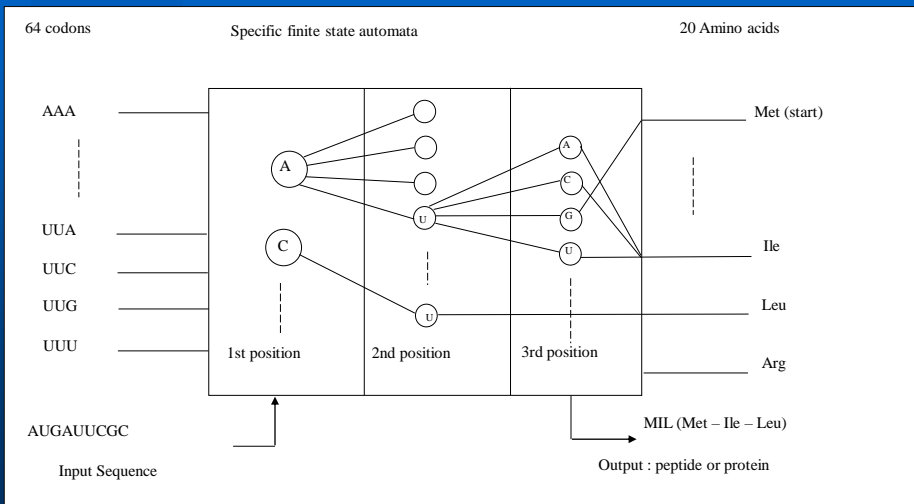 64 codons
Specific finite state automata
20 Amino acids
AAA
UUA
UUC
UUG
UUU
A
C
U
U
A
C
G
U
1st position
2nd position
3rd position
Met (start)
Ile
Leu
Arg
AUGAUUCGC
Input Sequence
MIL (Met – Ile – Leu)
Output : peptide or protein